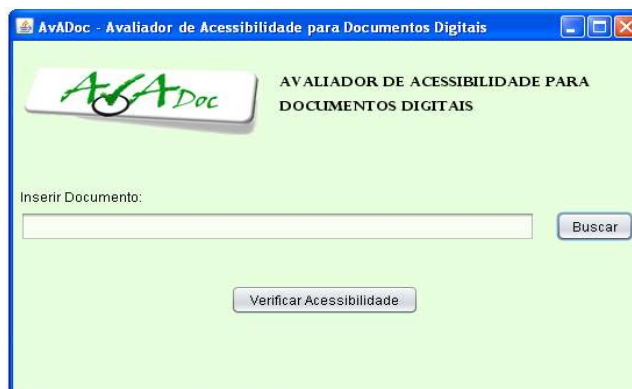 AvADoc - Avaliador de Acessibilidade para Documentos Digitais
AvADoc
AVALIADOR DE ACESSIBILIDADE PARA
DOCUMENTOS DIGITAIS
Inserir Documento:
Buscar
Verificar Acessibilidade